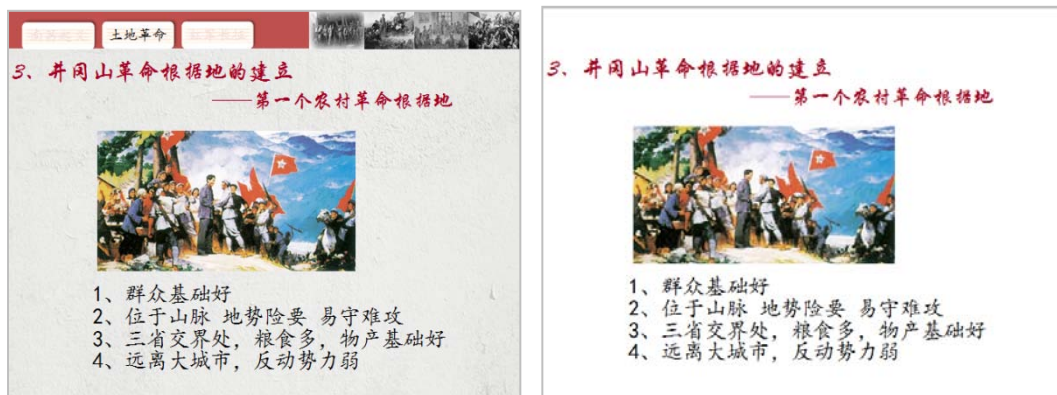 土地革命
3、井冈山革命根据地的建立
——第一个农村革命根据地
1、群众基础好
2、位于山脉 地势险要 易守难攻
3、三省交界处，粮食多，物产基础好
4、远离大城市，反动势力弱
3、井冈山革命根据地的建立
——第一个农村革命根据地
1、群众基础好
2、位于山脉 地势险要 易守难攻
3、三省交界处，粮食多，物产基础好
4、远离大城市，反动势力弱